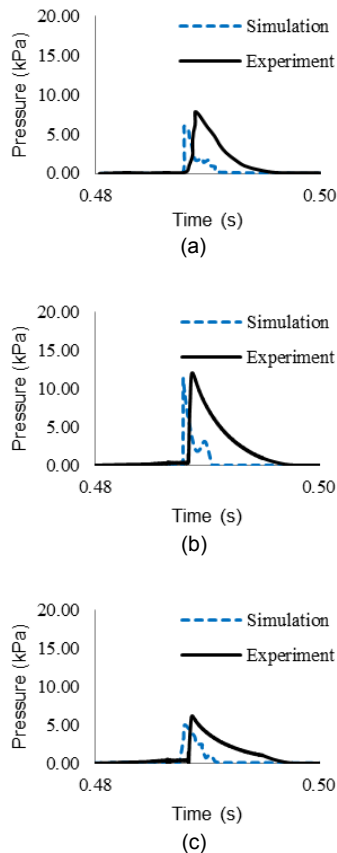 20.00
15.00
10.00
5.00
0.00
Pressure (kPa)
Simulation
Experiment
0.48
0.50
Time (s)
(a)
20.00
15.00
10.00
5.00
0.00
Pressure (kPa)
Simulation
Experiment
0.48
0.50
Time (s)
(b)
20.00
15.00
10.00
5.00
0.00
Pressure (kPa)
Simulation
Experiment
0.48
0.50
Time (s)
(c)